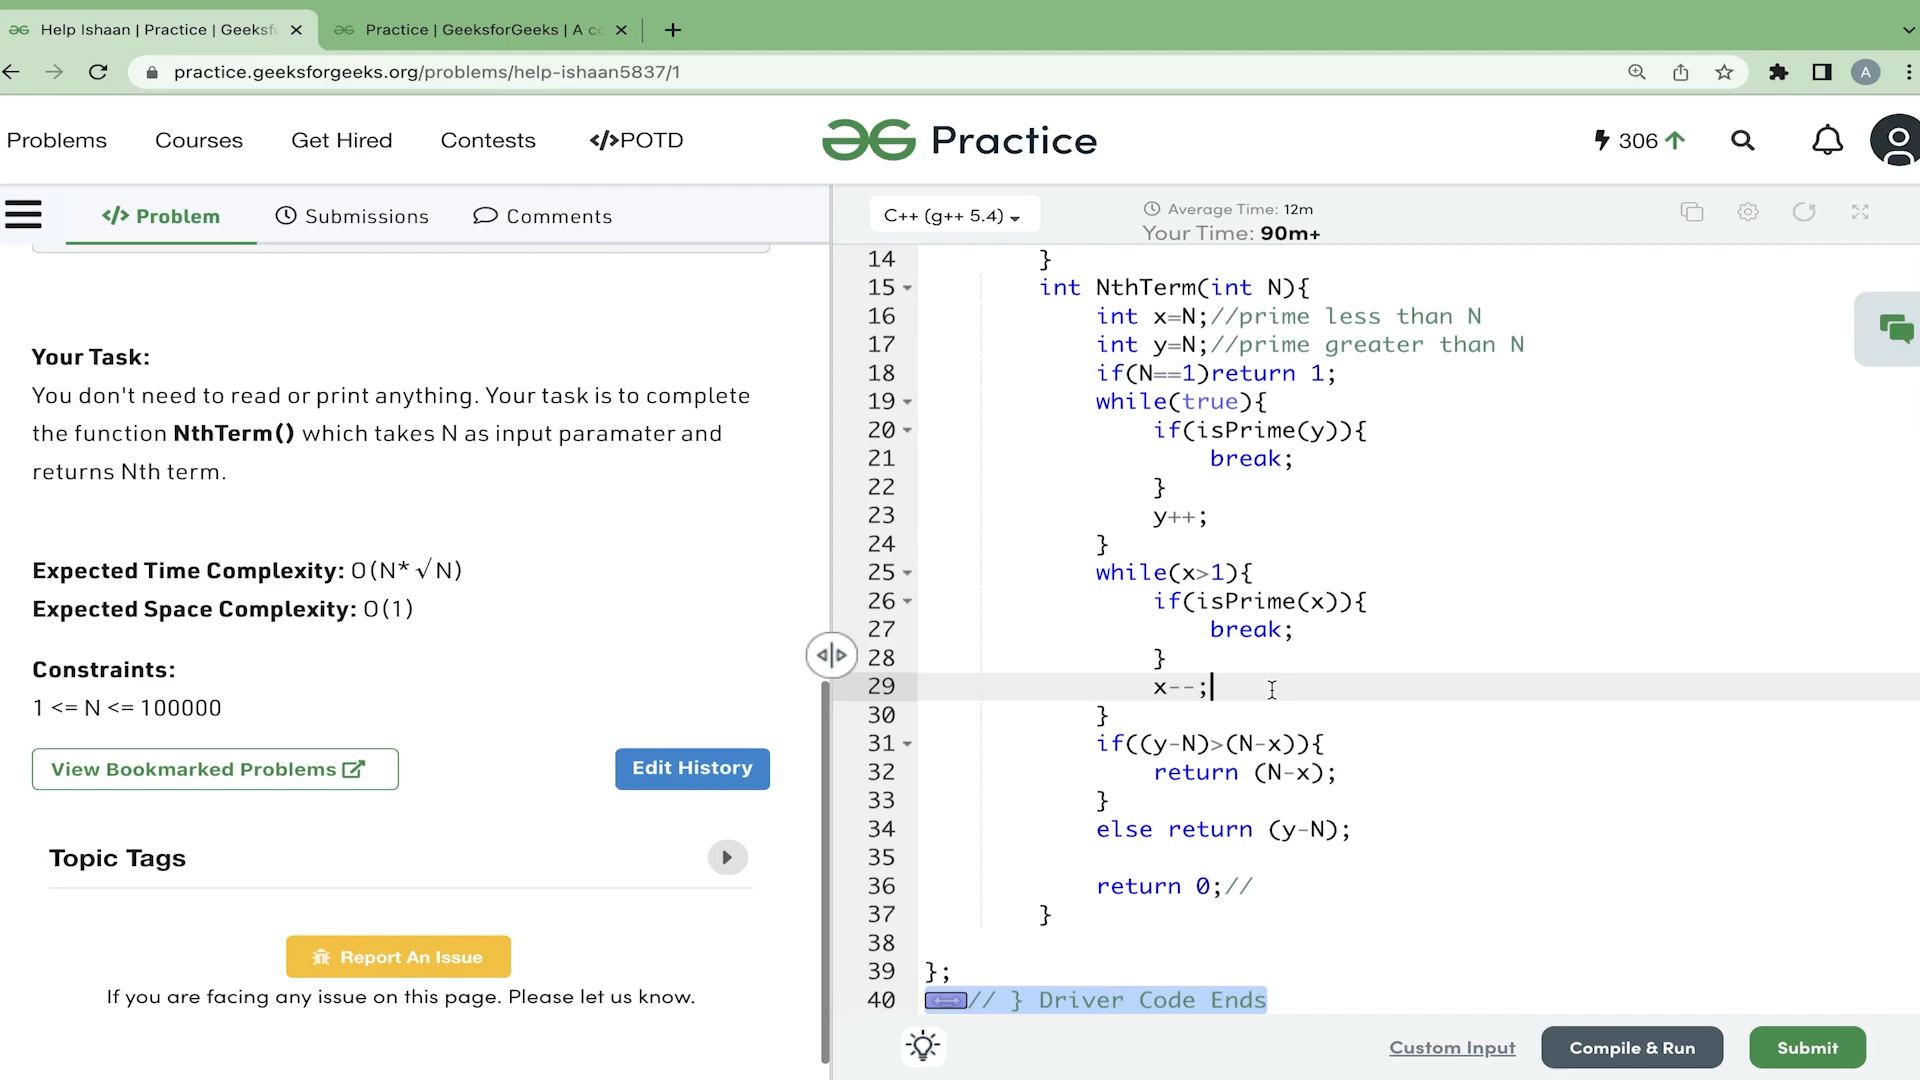 Help Ishaan | Practice | Geeksf
Practice | GeeksforGeeks | A co
practice.geeksforgeeks.org/problems/help-ishaan5837/1
A
Problems
Courses
Get Hired
Contests
</>POTD
Practice
306
</> Problem
Submissions
Comments
Your Task:
You don't need to read or print anything. Your task is to complete
the function NthTerm() which takes N as input paramater and
returns Nth term.
Expected Time Complexity: O(N* √N)
Expected Space Complexity: O(1)
Constraints:
1 <= N <= 100000
View Bookmarked Problems
Edit History
Topic Tags
Report An Issue
If you are facing any issue on this page. Please let us know.
C++ (g++ 5.4)
Average Time: 12m
Your Time: 90m+
14 }
15 int NthTerm(int N){
16 int x=N;//prime less than N
17 int y=N;//prime greater than N
18 if(N==1)return 1;
19 while(true){
20 if(isPrime(y)){
21 break;
22 }
23 y++;
24 }
25 while(x>1){
26 if(isPrime(x)){
27 break;
28 }
29 x--;
30 }
31 if((y-N)>(N-x)){
32 return (N-x);
33 }
34 else return (y-N);
35
36 return 0;//
37 }
38
39 };
40 // } Driver Code Ends
Custom Input
Compile & Run
Submit